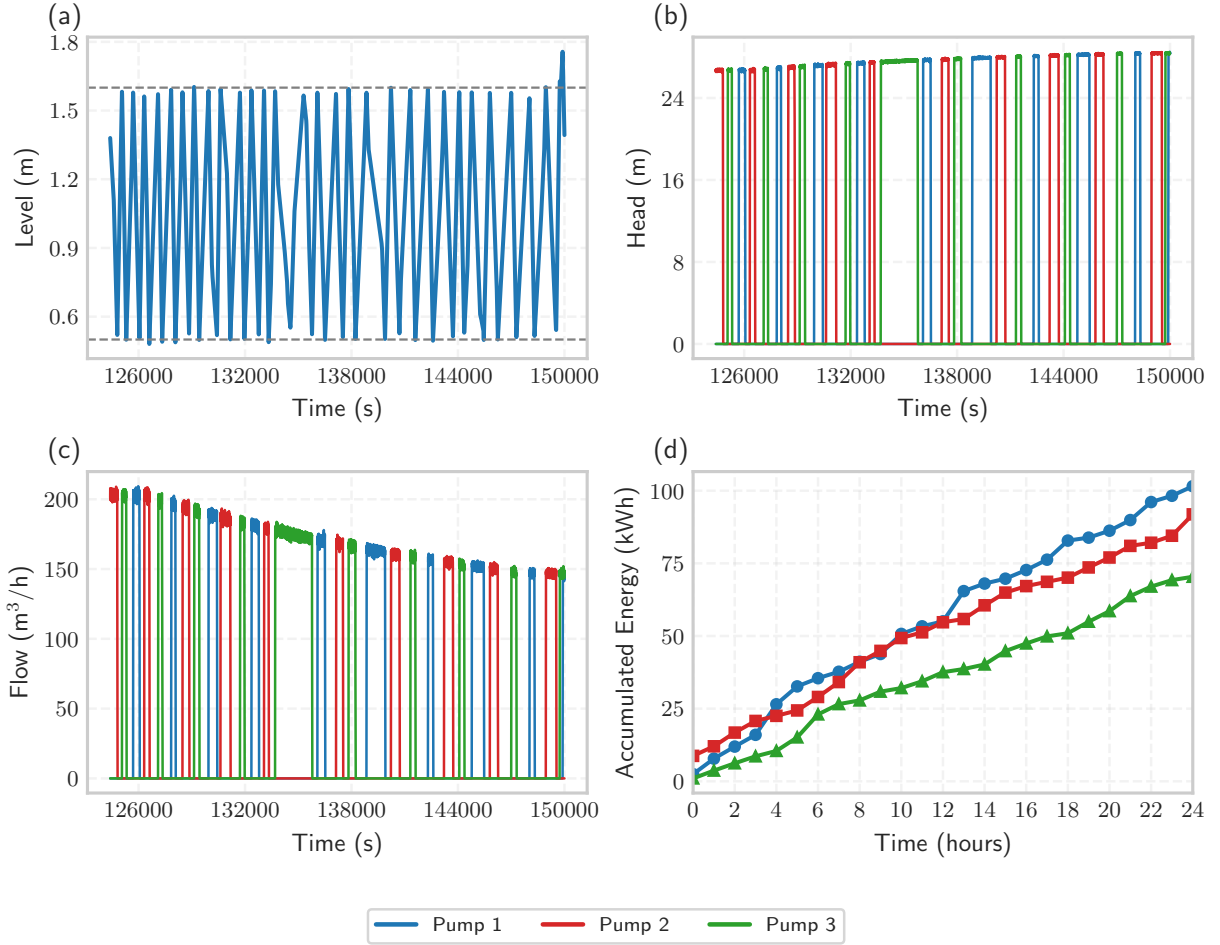 (a)
1.8
1.5
1.2
0.9
0.6
Level (m)
126000 132000 138000 144000 150000
Time (s)
(b)
24
16
8
0
Head (m)
126000 132000 138000 144000 150000
Time (s)
(c)
200
150
100
50
0
Flow (m³/h)
126000 132000 138000 144000 150000
Time (s)
(d)
100
75
50
25
0
Accumulated Energy (kWh)
0 2 4 6 8 10 12 14 16 18 20 22 24
Time (hours)
Pump 1 Pump 2 Pump 3